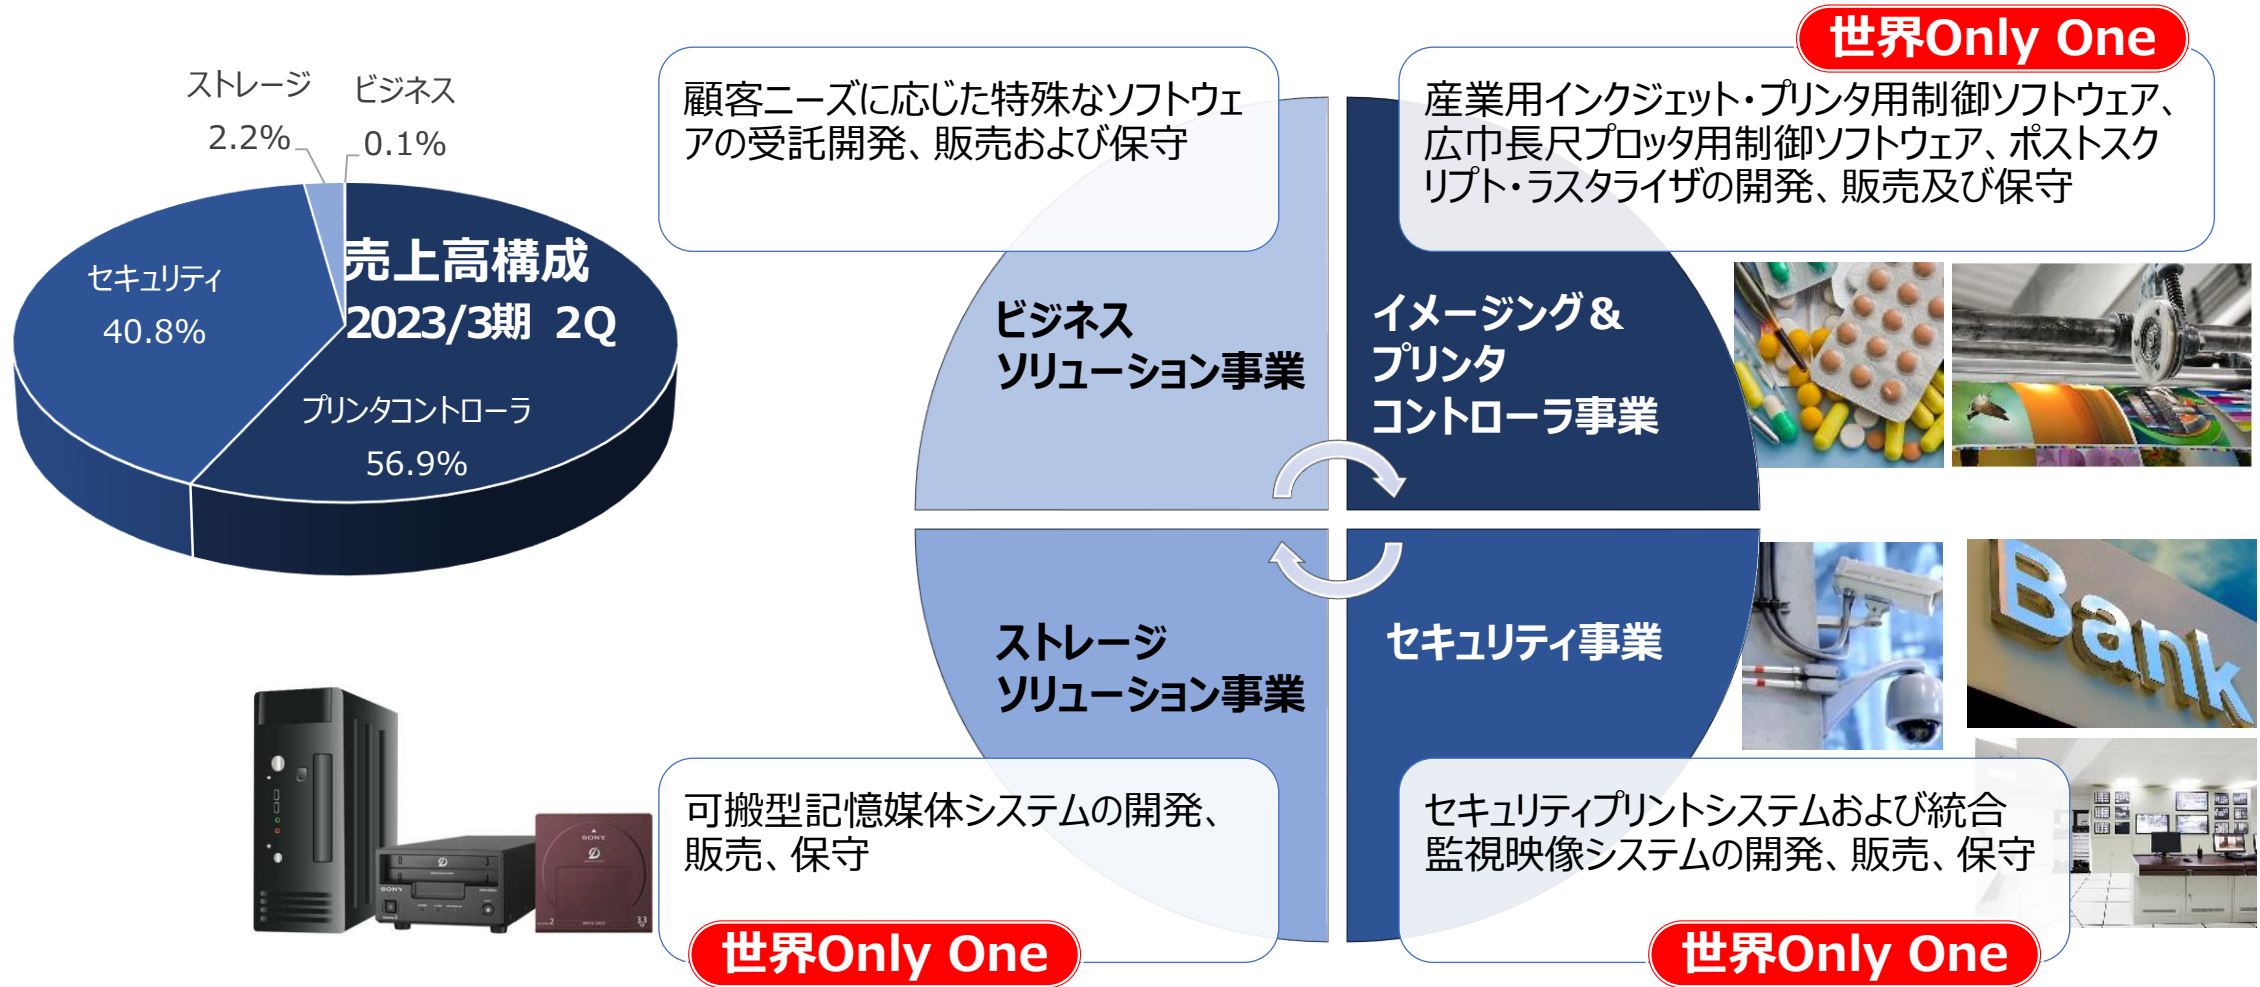 ストレージ
2.2%
ビジネス
0.1%
売上高構成
2023/3期 2Q
セキュリティ
40.8%
プリンタコントローラ
56.9%
顧客ニーズに応じた特殊なソフトウェ
アの受託開発、販売および保守
世界Only One
産業用インクジェット・プリンタ用制御ソフトウェア、
広巾長尺プロッタ用制御ソフトウェア、ポストスク
リプト・ラスタライザの開発、販売及び保守
ビジネス
ソリューション事業
イメージング＆
プリンタ
コントローラ事業
ストレージ
ソリューション事業
セキュリティ事業
Bank
SONY
SONY
可搬型記憶媒体システムの開発、
販売、保守
世界Only One
セキュリティプリントシステムおよび統合
監視映像システムの開発、販売、保守
世界Only One